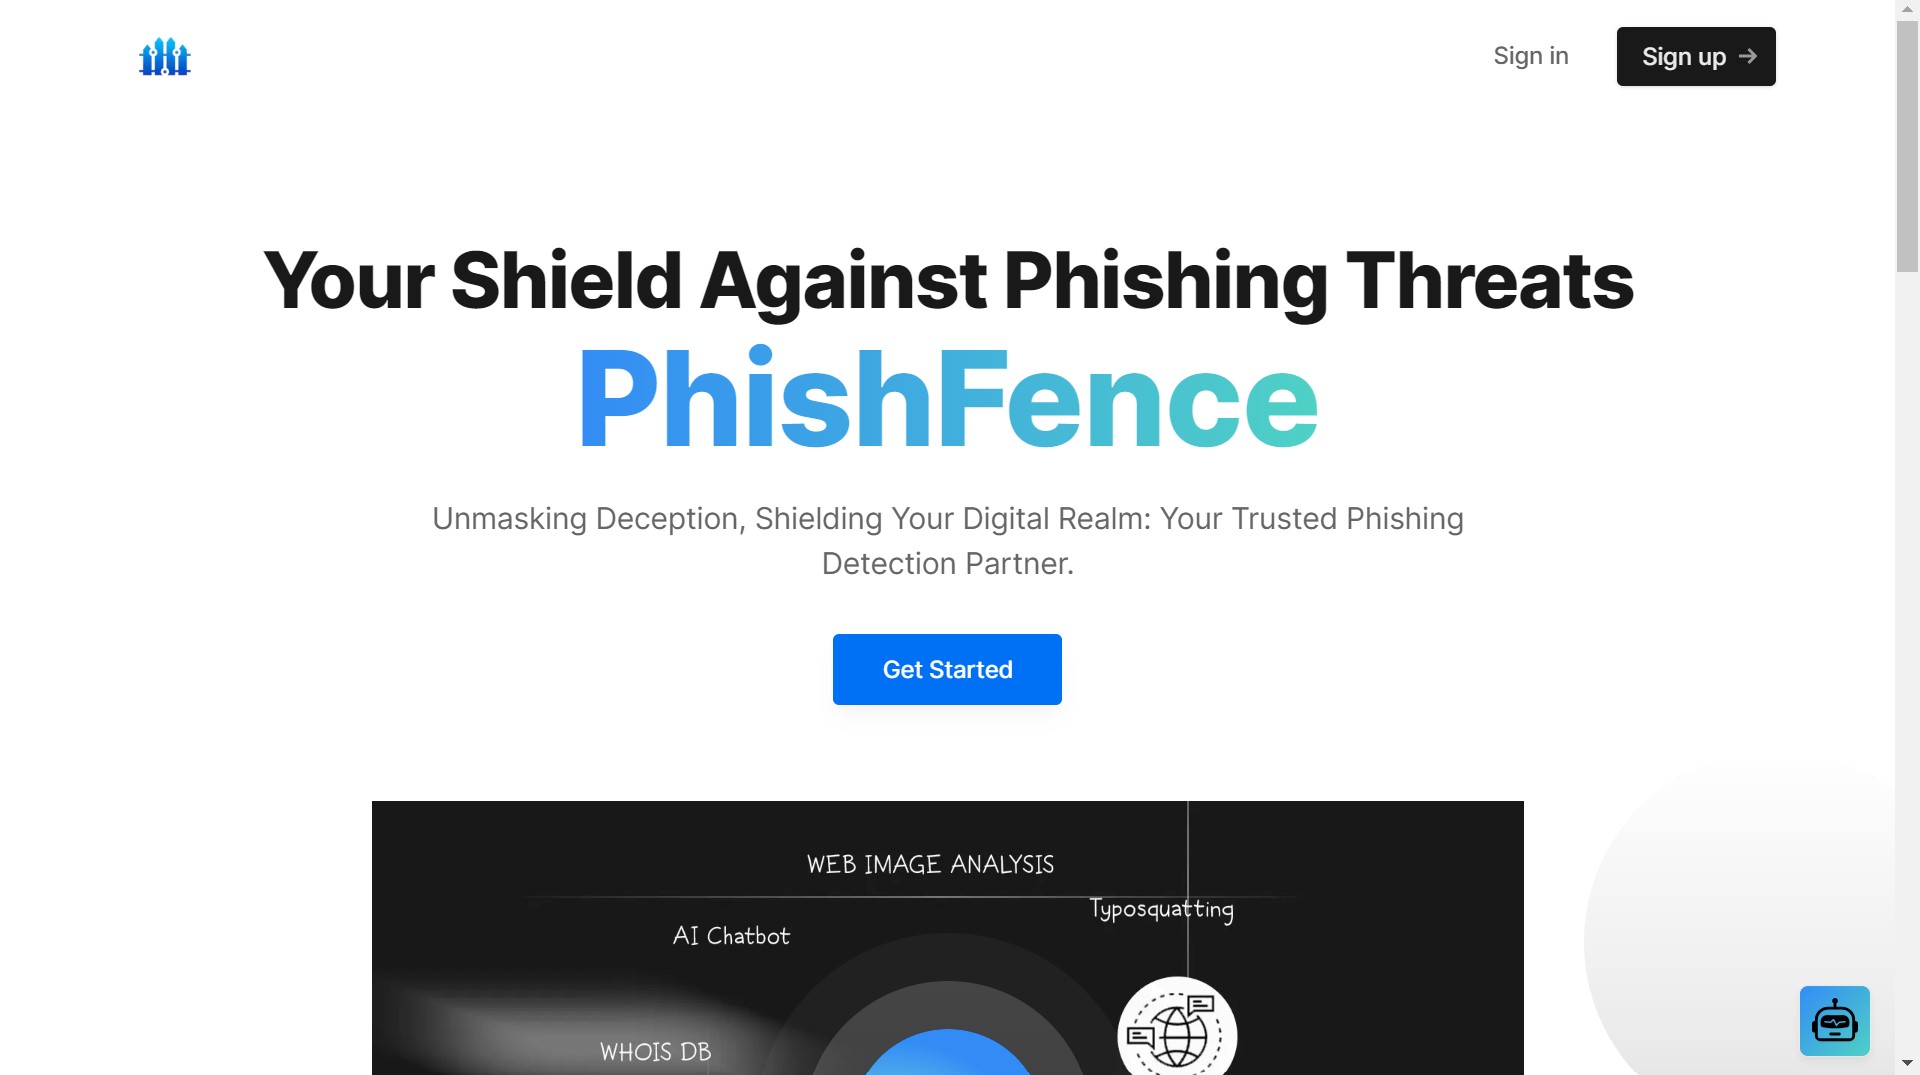 Sign in
Sign up
Your Shield Against Phishing Threats
PhishFence
Unmasking Deception, Shielding Your Digital Realm: Your Trusted Phishing
Detection Partner.
Get Started
WEB IMAGE ANALYSIS
Typosquatting
AI Chatbot
WHOIS DB